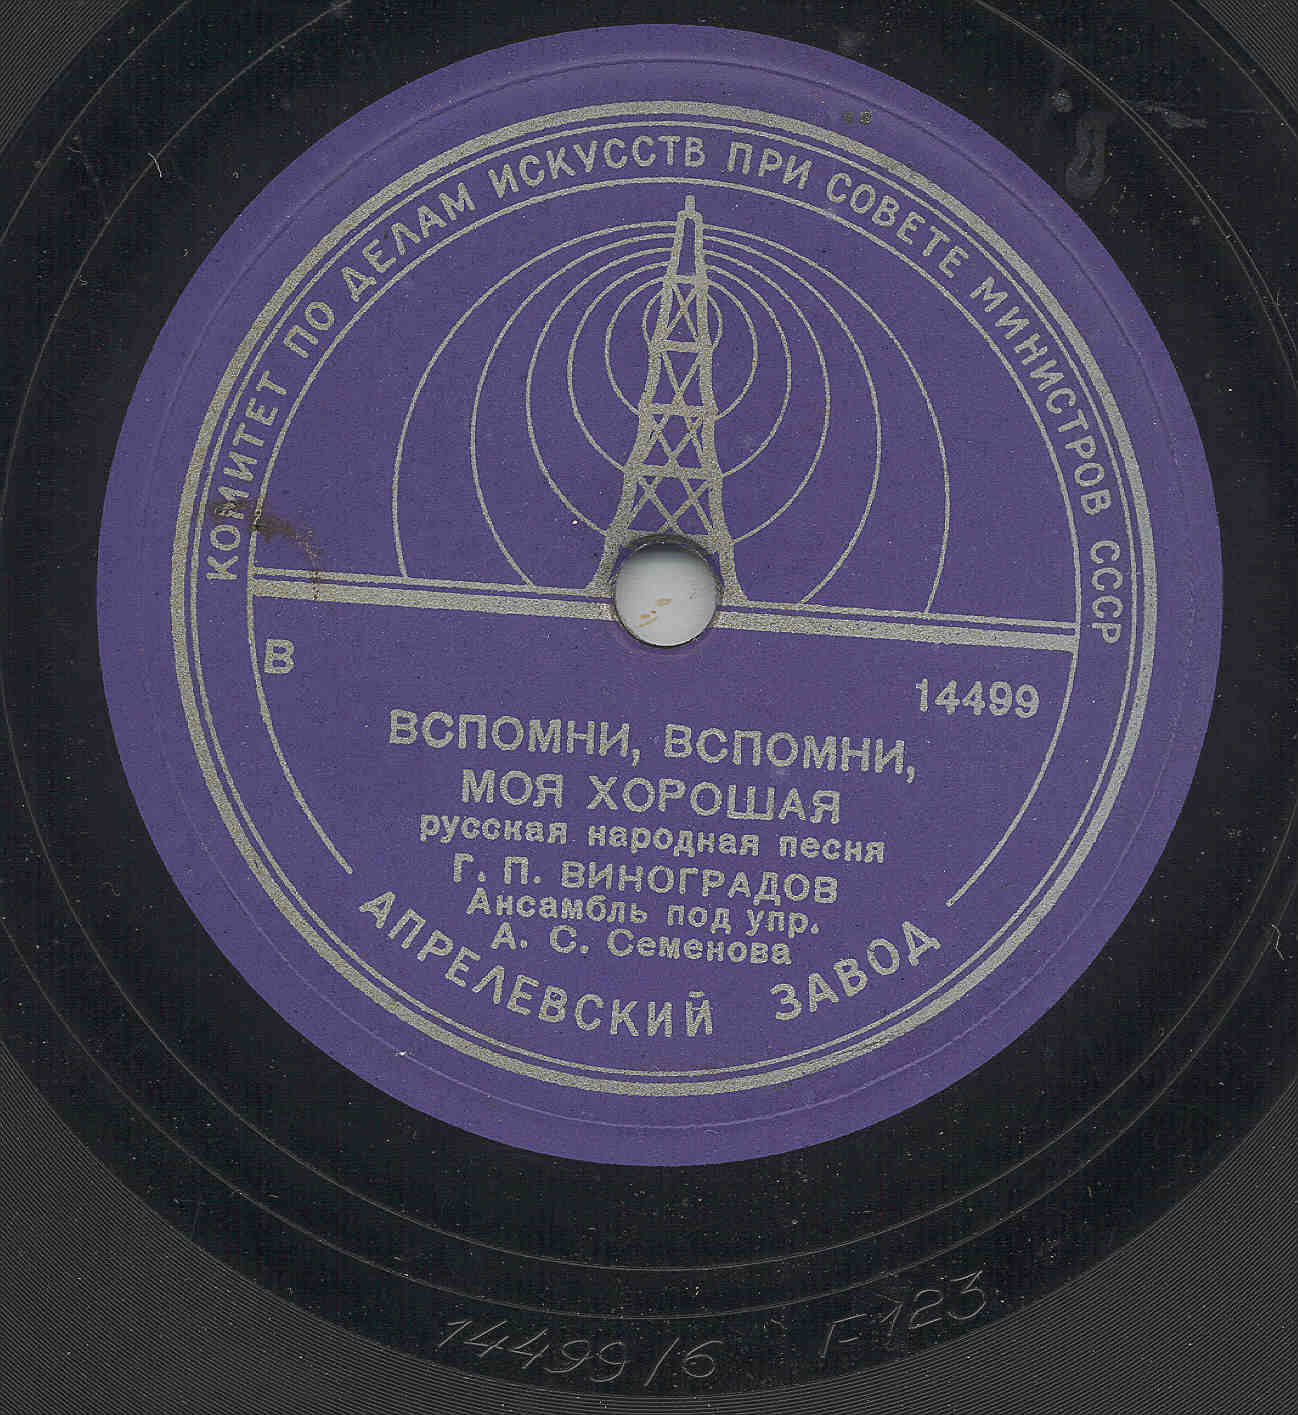 КОМИТЕТ ПО ДЕЛАМ ИСКУССТВ ПРИ СОВЕТЕ МИНИСТРОВ СССР
В 14499
ВСПОМНИ, ВСПОМНИ,
МОЯ ХОРОШАЯ
русская народная песня
Г. П. ВИНОГРАДОВ
Ансамбль под упр.
А. С. Семенова
АПРЕЛЕВСКИЙ ЗАВОД
14499/6 F123